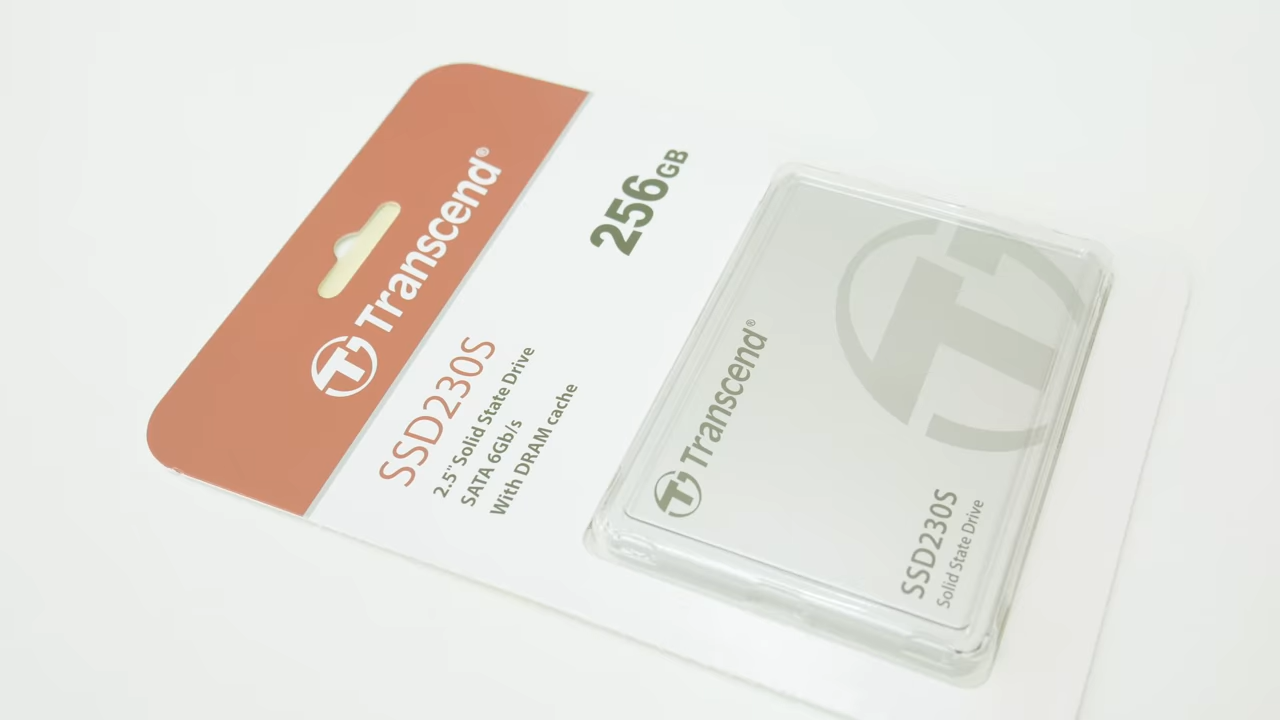 Transcend®
256GB
SSD230S
2.5" Solid State Drive
SATA 6Gb/s
With DRAM cache
Transcend®
SSD230S
Solid State Drive